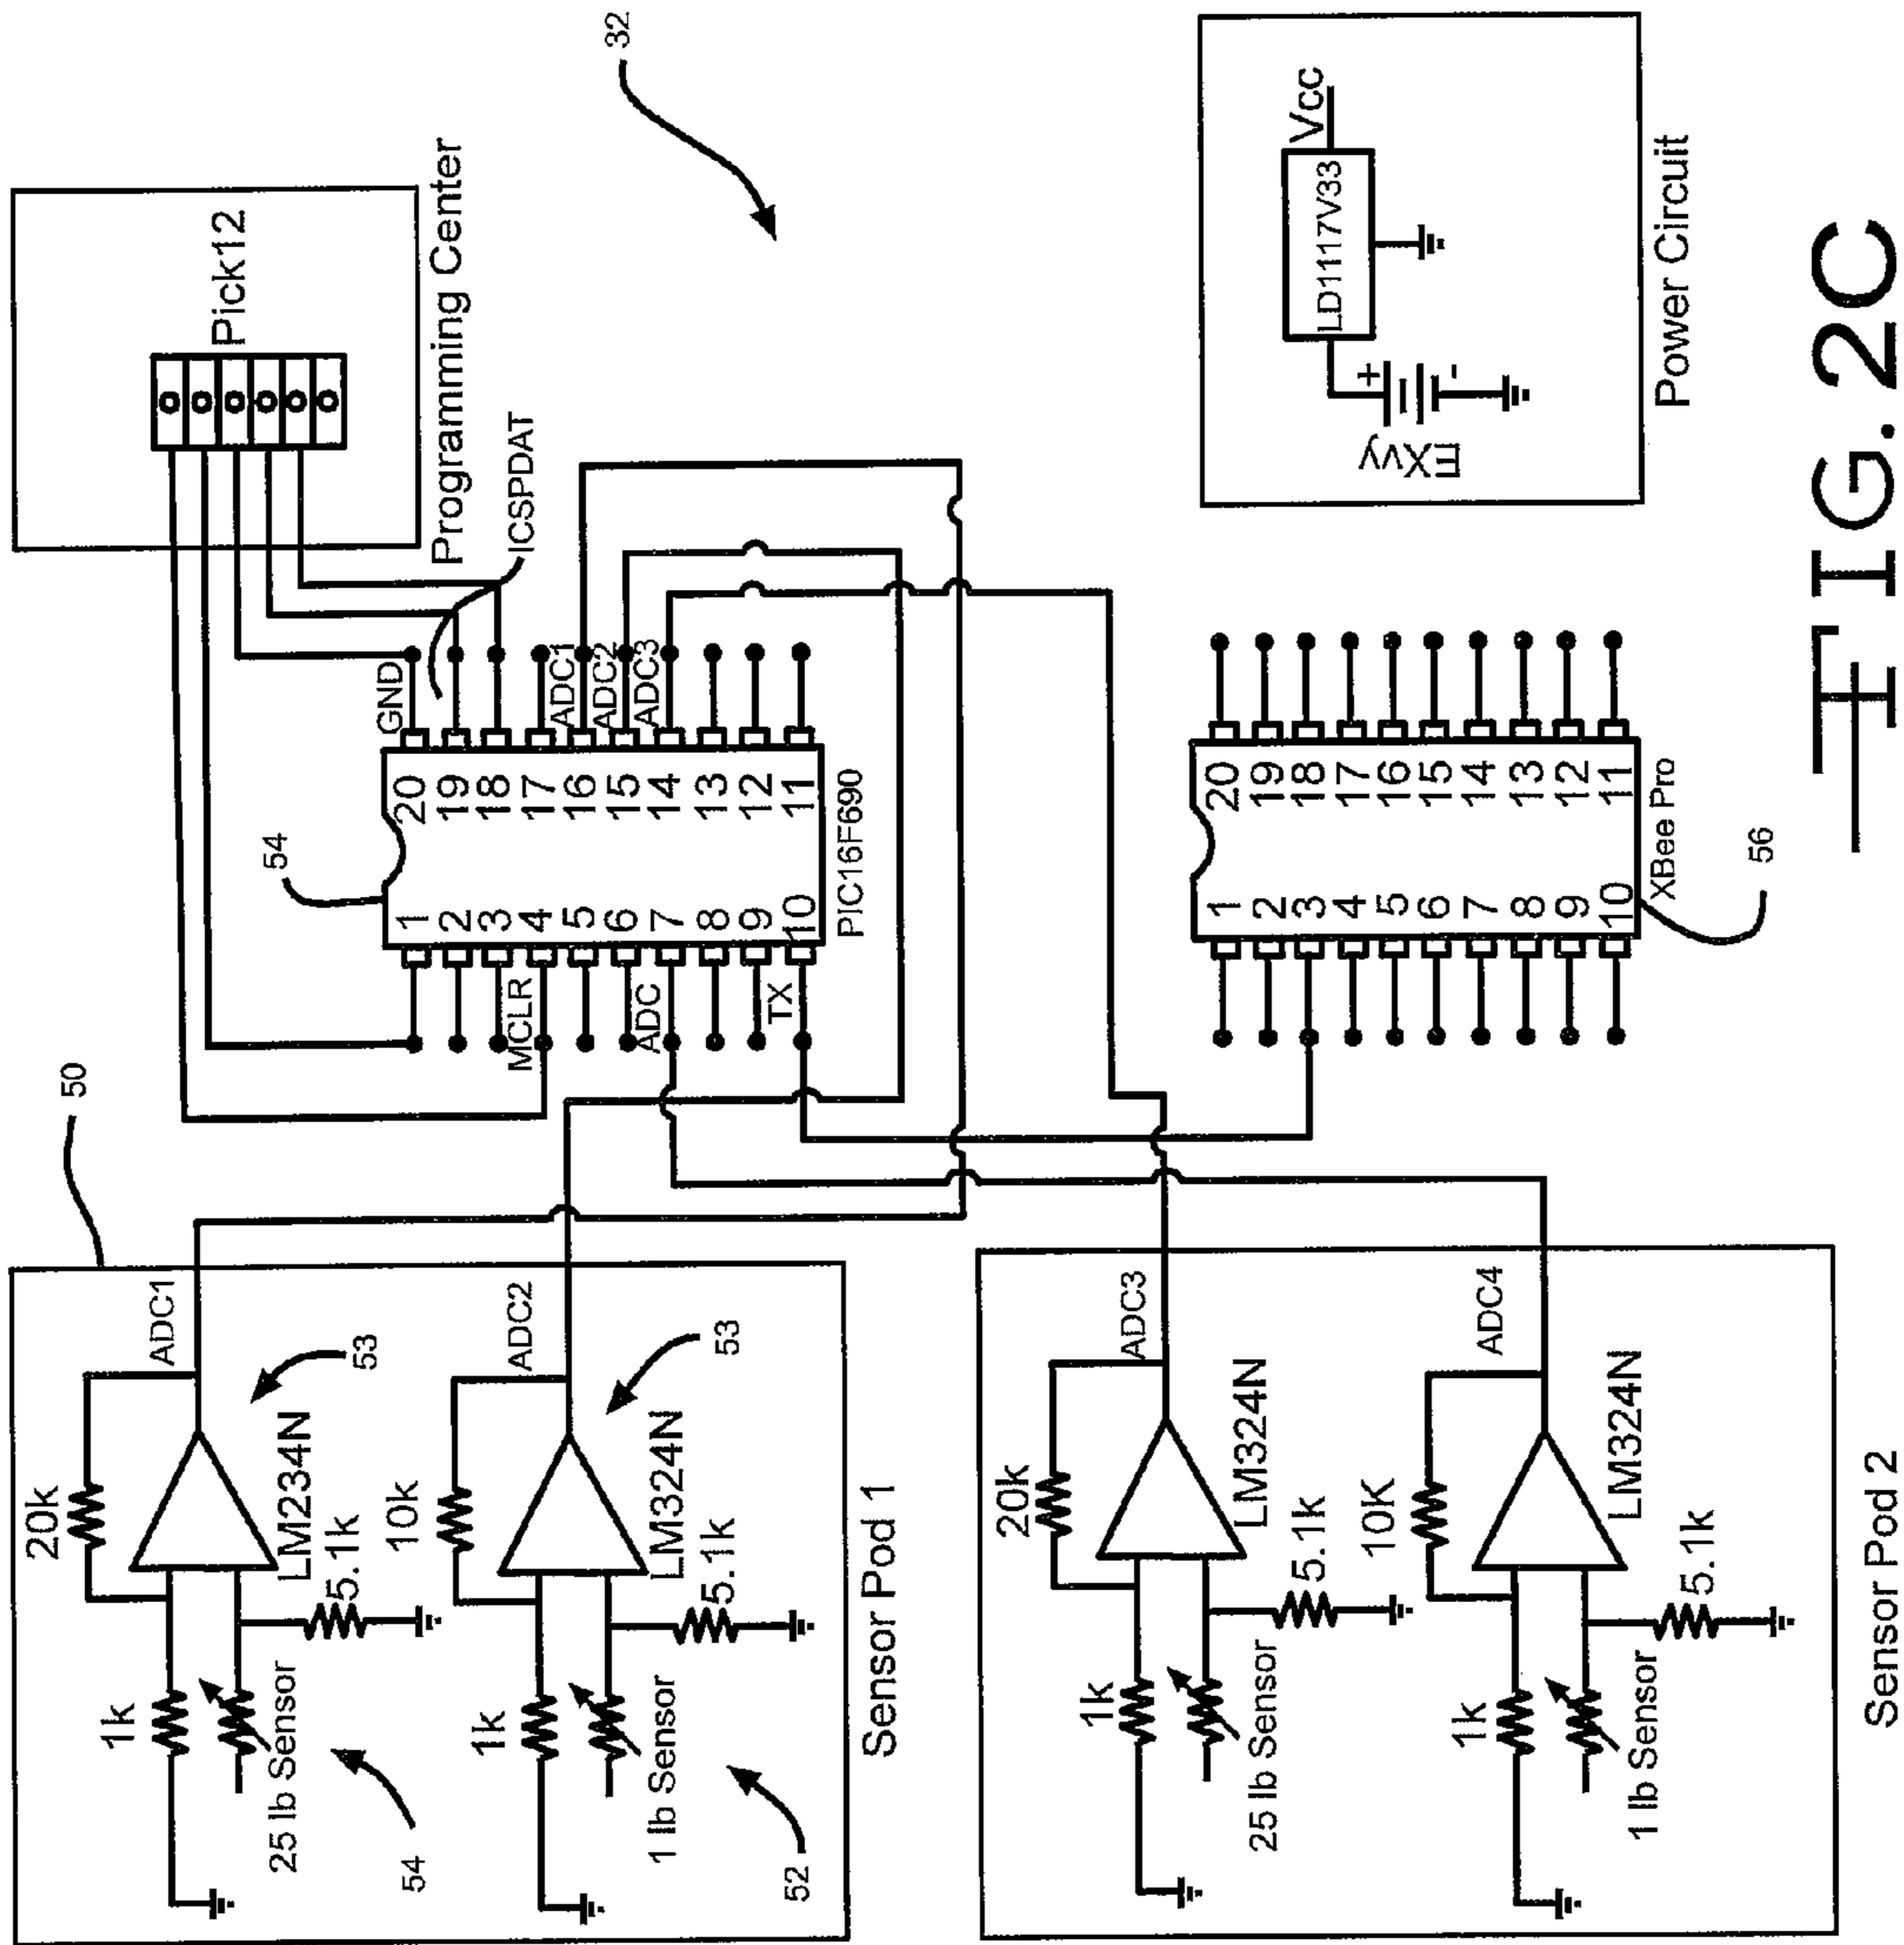 50
ADC1
20k
53
LM234N
5.1k
1k
25 lb Sensor
54
ADC2
10k
53
LM324N
5.1k
1k
1 lb Sensor
52
Sensor Pod 1
ADC3
20k
LM324N
5.1k
1k
25 lb Sensor
ADC4
10K
LM324N
5.1k
1k
1 lb Sensor
Sensor Pod 2
Pick12
Programming Center
ICSPDAT
32
54
GND
ADC1
ADC2
ADC3
MCLR
ADC
TX
1 20
2 19
3 18
4 17
5 16
6 15
7 14
8 13
9 12
10 11
PIC16F690
1 20
2 19
3 18
4 17
5 16
6 15
7 14
8 13
9 12
10 11
XBee Pro
56
Vcc
LD1117V33
+
-
EXvy
Power Circuit
FIG. 2C